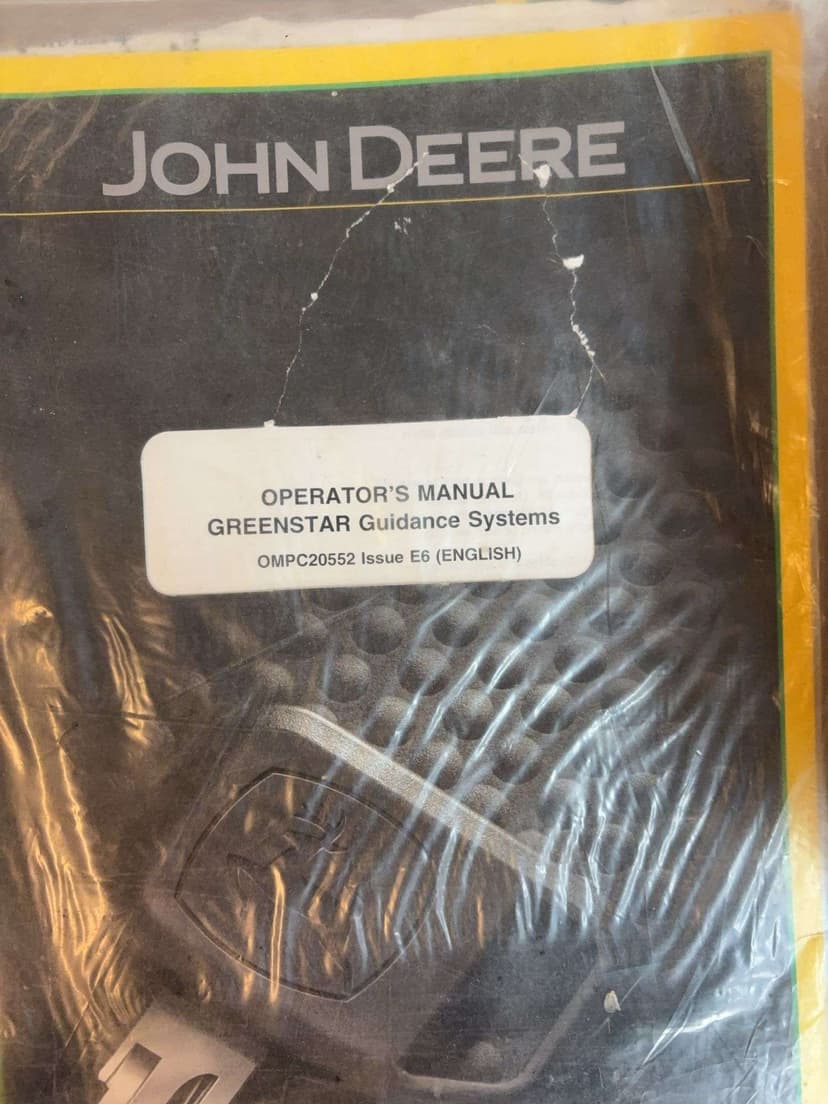 JOHN DEERE
OPERATOR'S MANUAL
GREENSTAR Guidance Systems
OMPC20552 Issue E6 (ENGLISH)